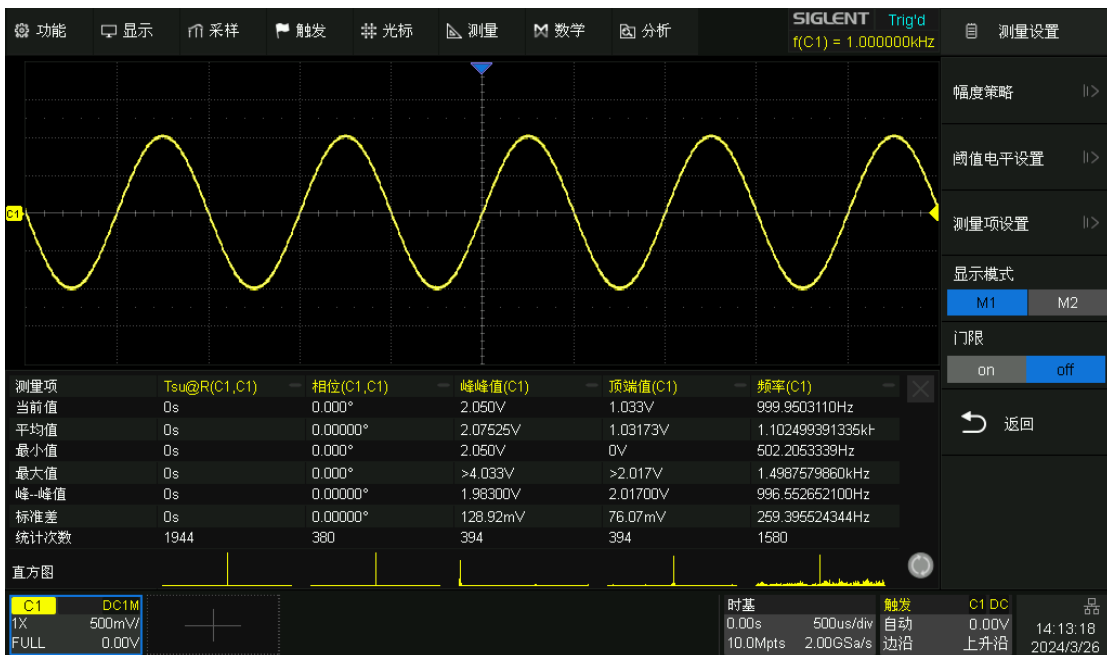 功能 显示 采样 触发 光标 测量 数学 分析 SIGLENT Trig'd 测量设置
f(C1) = 1.000000kHz
幅度策略
阈值电平设置
C1
测量项设置
显示模式
M1 M2
门限
on off
返回
测量项 Tsu@R(C1,C1) 相位(C1,C1) 峰峰值(C1) 顶端值(C1) 频率(C1)
当前值 0s 0.000° 2.050V 1.033V 999.9503110Hz
平均值 0s 0.00000° 2.07525V 1.03173V 1.102499391335kH
最小值 0s 0.000° 2.050V 0V 502.2053339Hz
最大值 0s 0.000° >4.033V >2.017V 1.4987579860kHz
峰--峰值 0s 0.00000° 1.98300V 2.01700V 996.552652100Hz
标准差 0s 0.00000° 128.92mV 76.07mV 259.395524344Hz
统计次数 1944 380 394 394 1580
直方图
C1 DC1M 时基 触发 C1 DC
1X 500mV/ 0.00s 500us/div 自动 0.00V 14:13:18
FULL 0.00V 10.0Mpts 2.00GSa/s 边沿 上升沿 2024/3/26